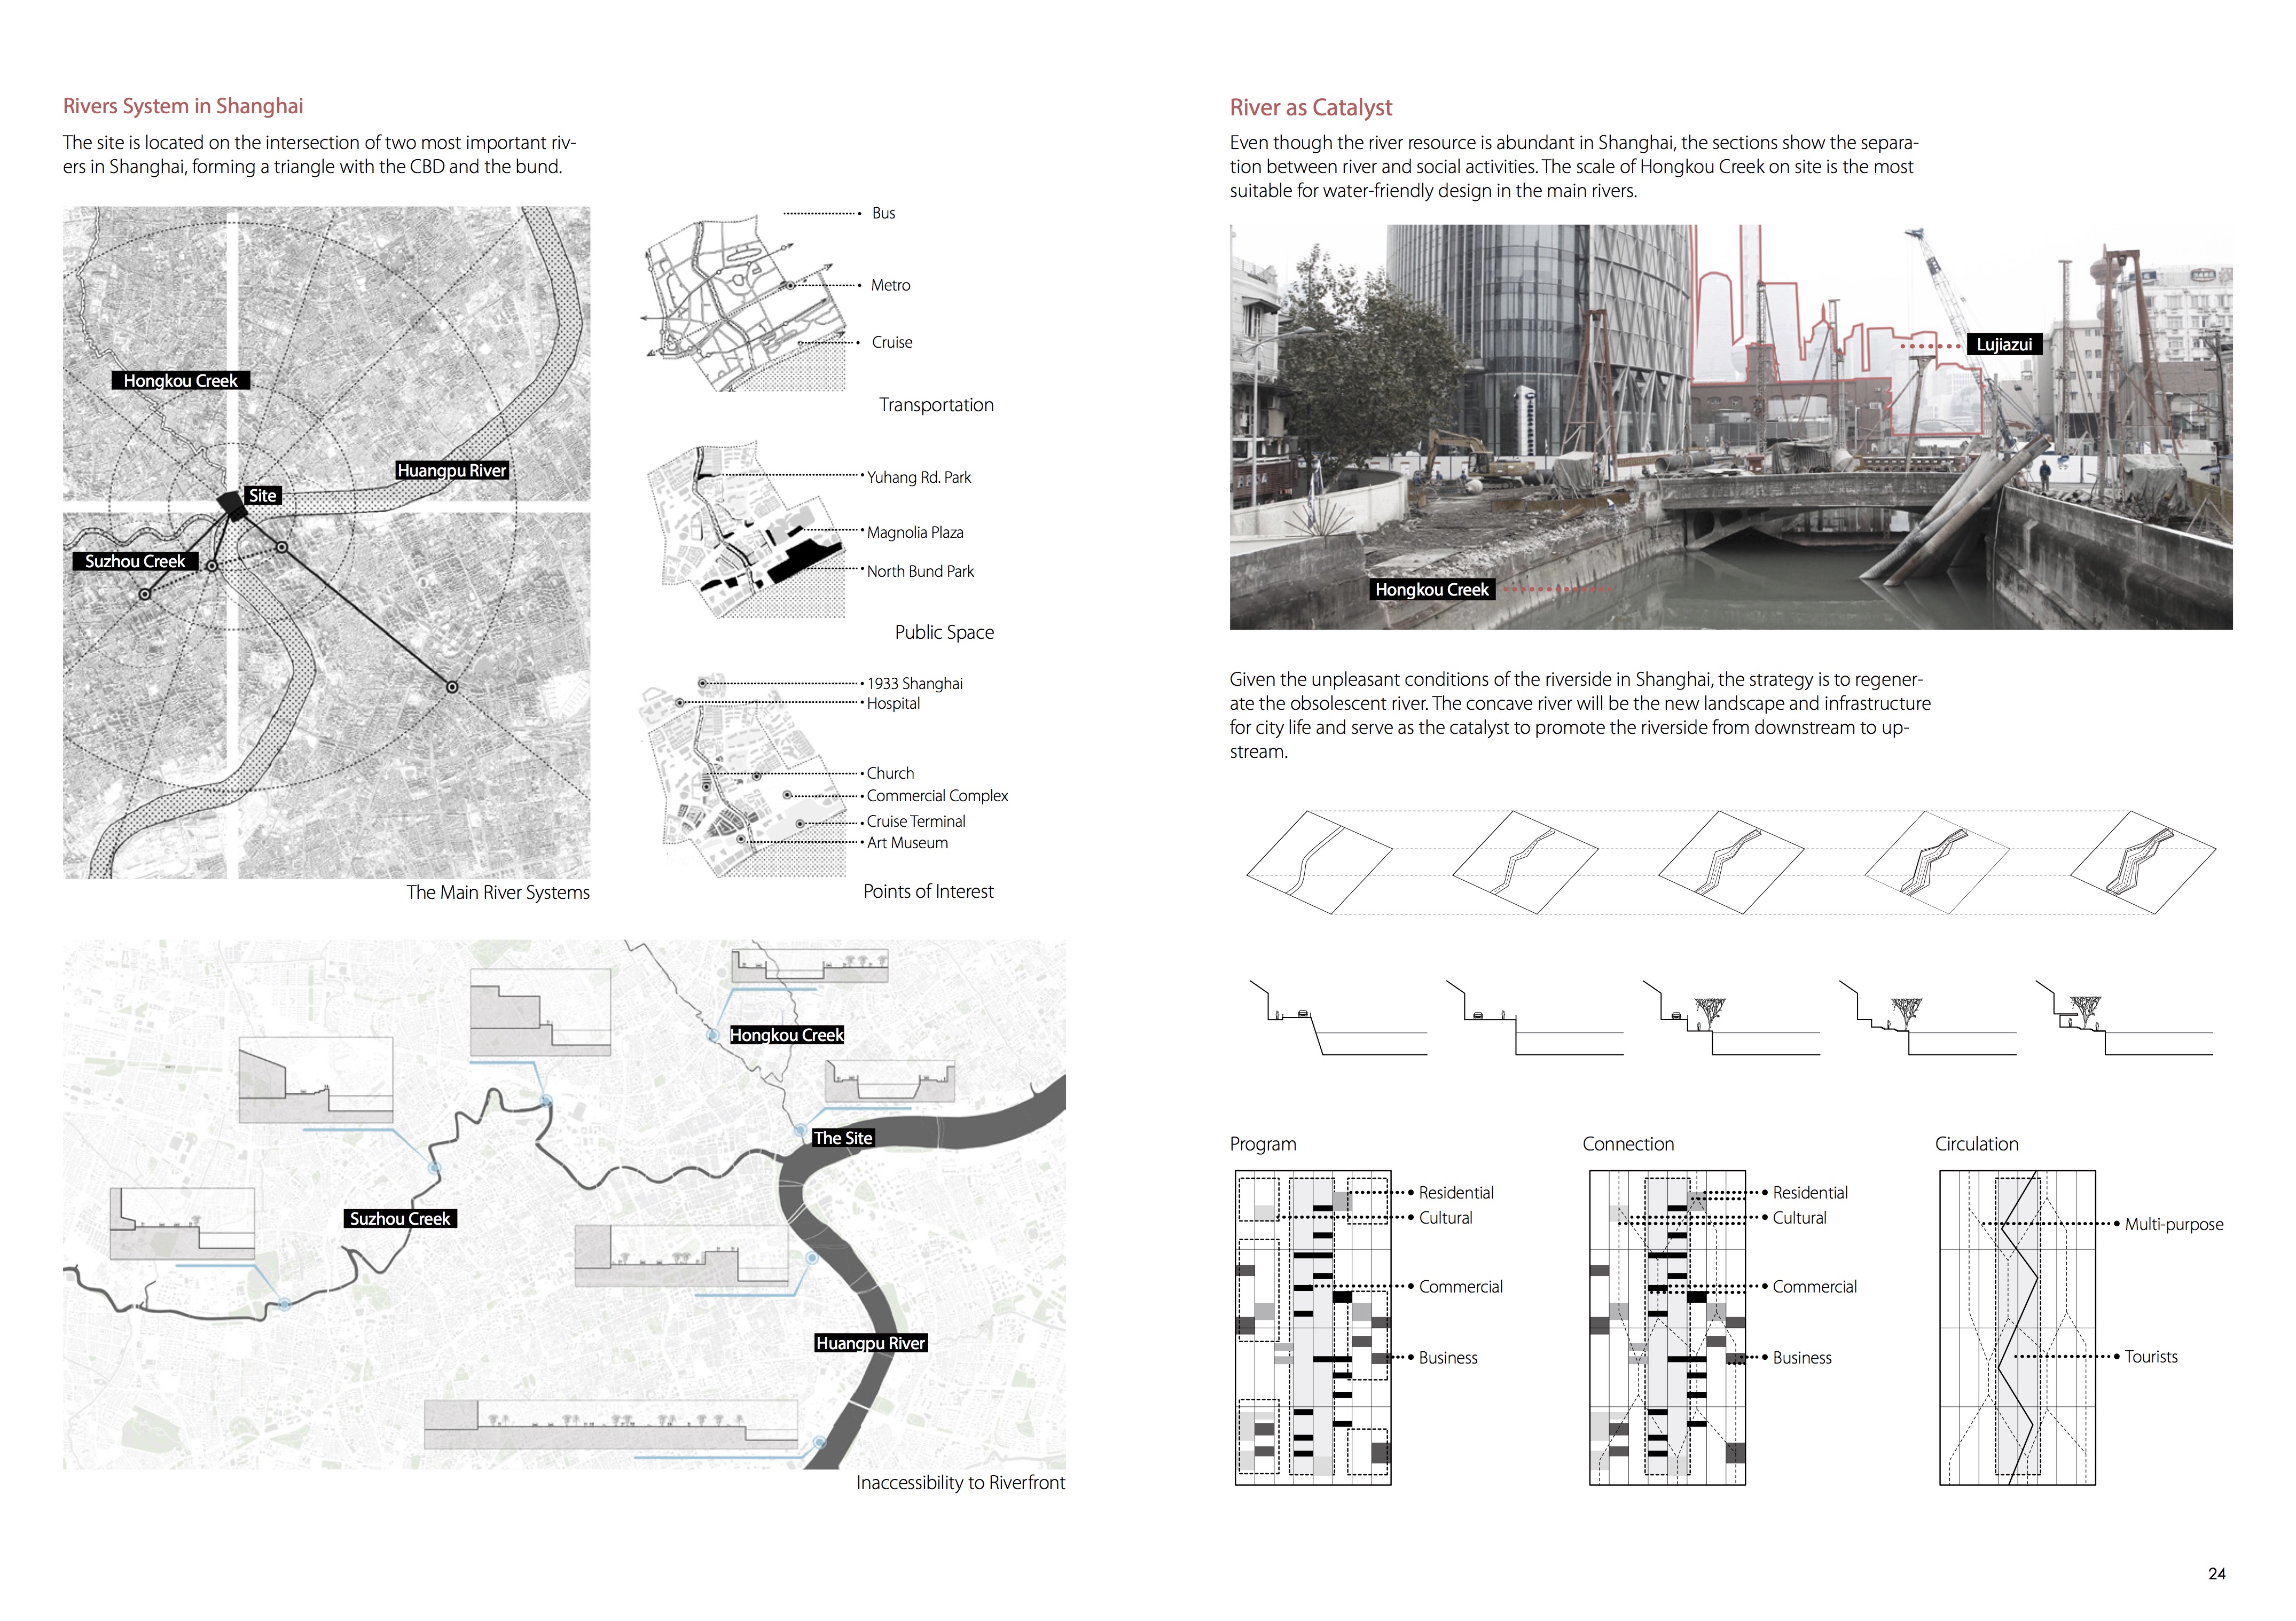 Rivers System in Shanghai
The site is located on the intersection of two most important riv-
ers in Shanghai, forming a triangle with the CBD and the bund.
Hongkou Creek
Huangpu River
Site
Suzhou Creek
The Main River Systems
Bus
Metro
Cruise
Transportation
Yuhang Rd. Park
Magnolia Plaza
North Bund Park
Public Space
1933 Shanghai
Hospital
Church
Commercial Complex
Cruise Terminal
Art Museum
Points of Interest
Hongkou Creek
The Site
Suzhou Creek
Huangpu River
Inaccessibility to Riverfront
River as Catalyst
Even though the river resource is abundant in Shanghai, the sections show the separa-
tion between river and social activities. The scale of Hongkou Creek on site is the most
suitable for water-friendly design in the main rivers.
Lujiazui
Hongkou Creek
Given the unpleasant conditions of the riverside in Shanghai, the strategy is to regener-
ate the obsolescent river. The concave river will be the new landscape and infrastructure
for city life and serve as the catalyst to promote the riverside from downstream to up-
stream.
Program
Residential
Cultural
Commercial
Business
Connection
Residential
Cultural
Commercial
Business
Circulation
Multi-purpose
Tourists
24